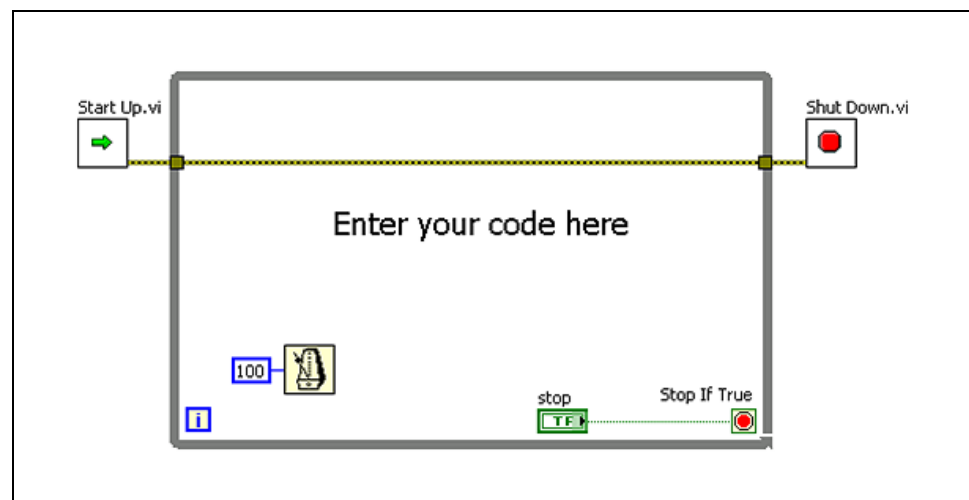 Start Up.vi
Shut Down.vi
Enter your code here
100
stop
Stop If True
TF
i